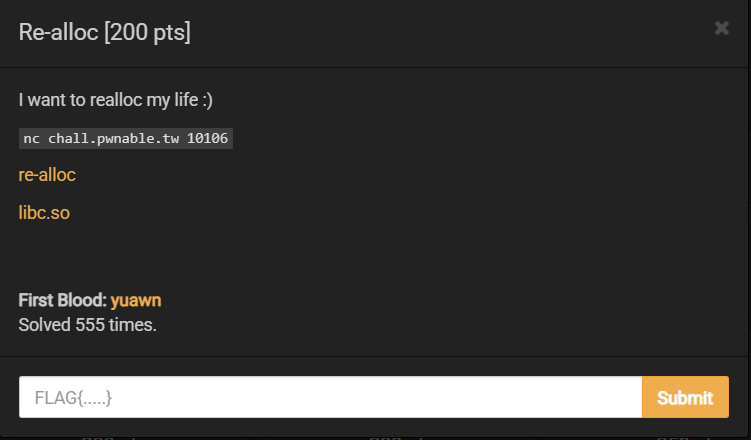 Re-alloc [200 pts]
×
I want to realloc my life :)
nc chall.pwnable.tw 10106
re-alloc
libc.so
First Blood: yuawn
Solved 555 times.
FLAG{.....}
Submit